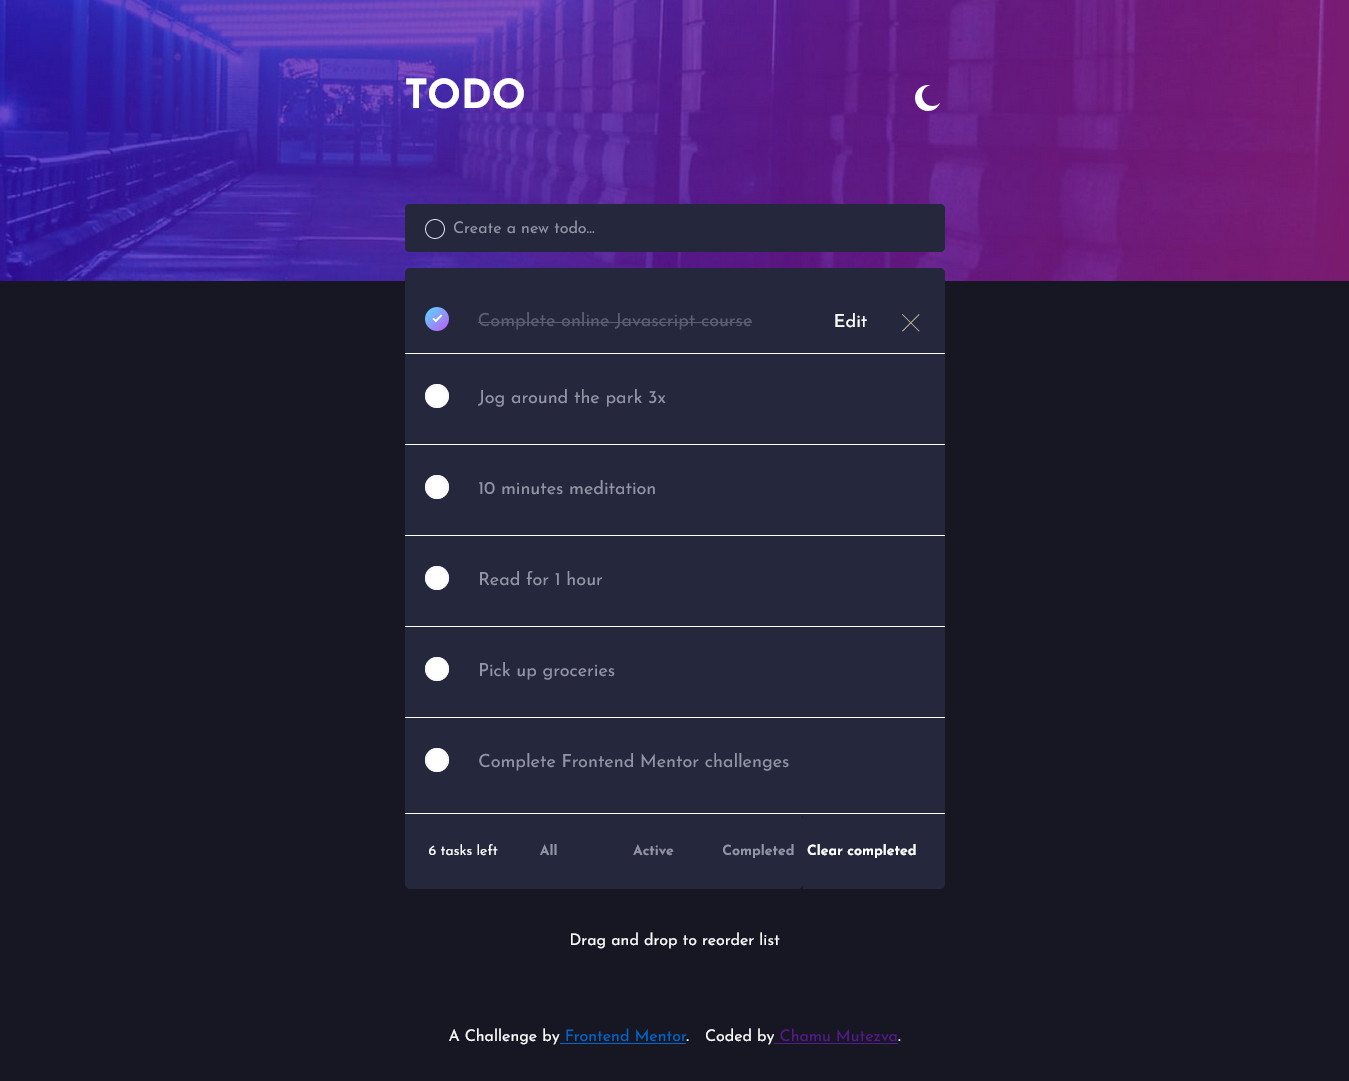 TODO
Create a new todo...
Complete online Javascript course
Edit
Jog around the park 3x
10 minutes meditation
Read for 1 hour
Pick up groceries
Complete Frontend Mentor challenges
6 tasks left All Active Completed Clear completed
Drag and drop to reorder list
A Challenge by Frontend Mentor. Coded by Chamu Mutezva.